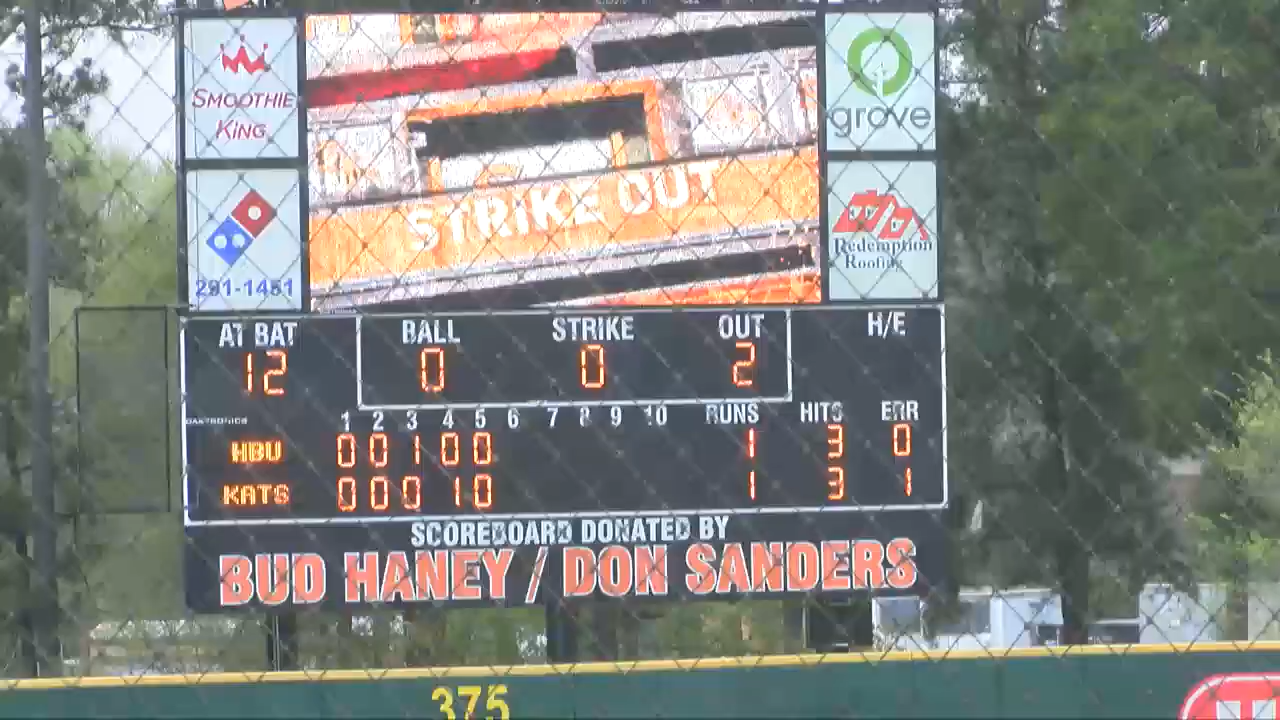 SMOOTHIE
KING
291-1451
STRIKE OUT
grove
Redemption
Roofing
AT BAT BALL STRIKE OUT H/E
12 0 0 2
DAKTRONICS 1 2 3 4 5 6 7 8 9 10 RUNS HITS ERR
HBU 0 0 1 0 0 1 3 0
KATS 0 0 0 1 0 1 3 1
SCOREBOARD DONATED BY
BUD HANEY / DON SANDERS
375